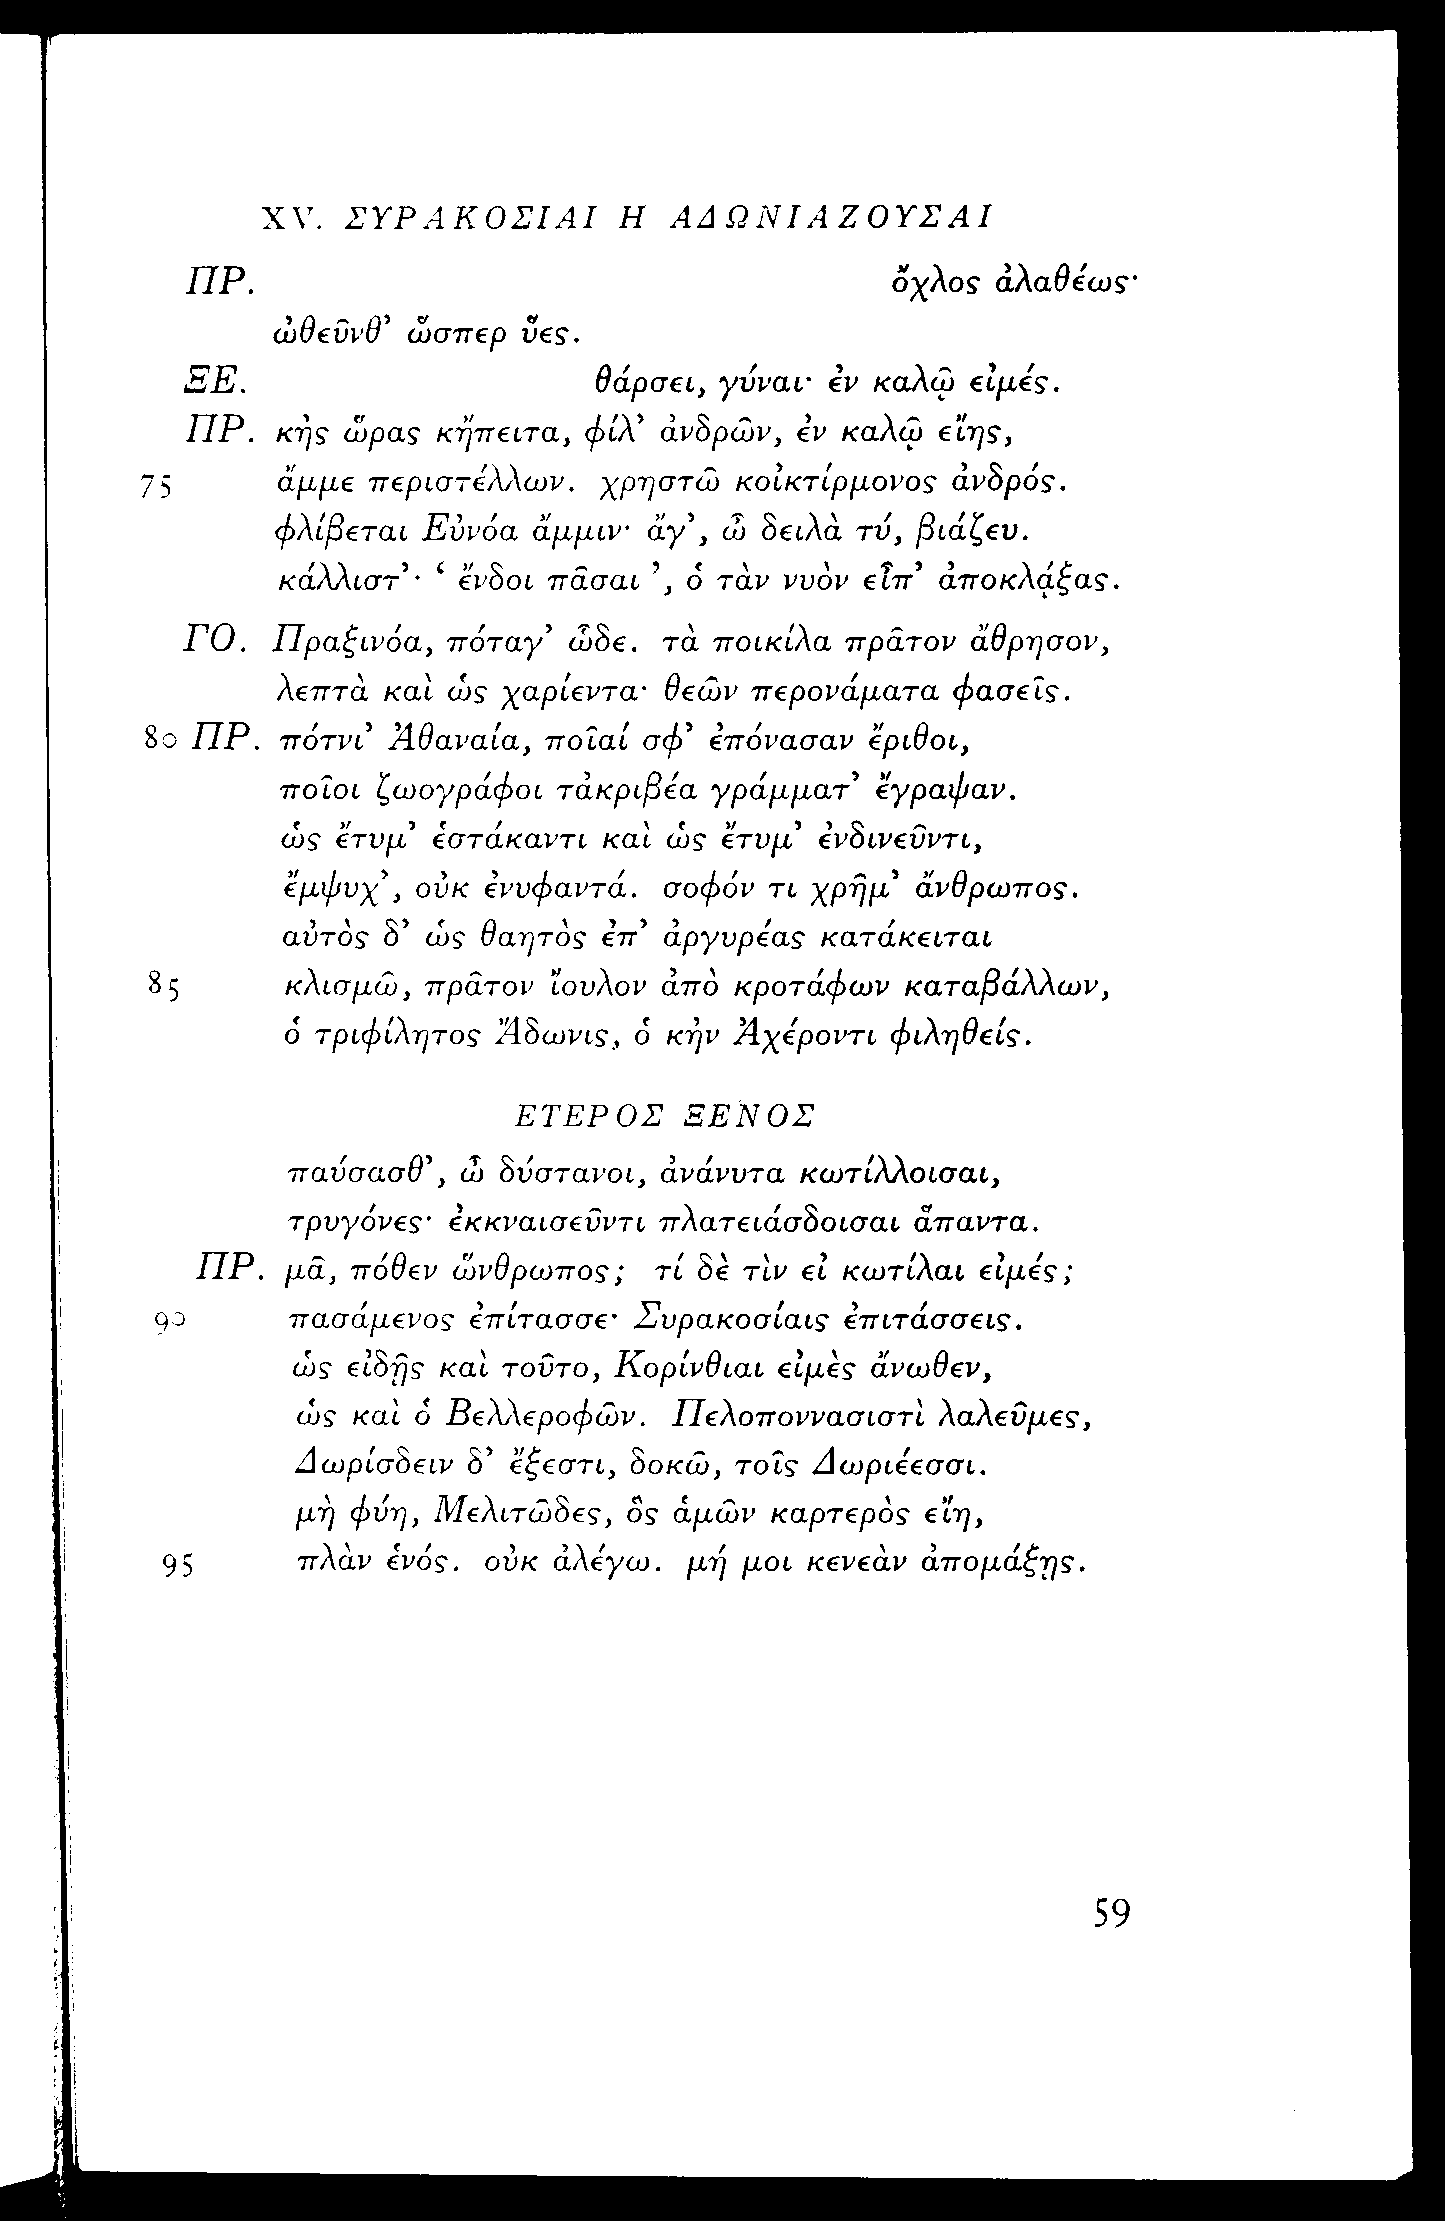 XV. ΣΥΡΑΚΟΣΙΑΙ Η ΑΔΩΝΙΑΖΟΥΣΑΙ
ΠΡ. ὄχλος ἀλαθέως·
ὠθεῦνθ’ ὥσπερ ὕες.
ΞΕ. θάρσει, γύναι· ἐν καλῷ εἰμές.
ΠΡ. κἠς ὥρας κἤπειτα, φίλ’ ἀνδρῶν, ἐν καλῷ εἴης,
75 ἄμμε περιστέλλων. χρηστῶ κοἰκτίρμονος ἀνδρός.
φλίβεται Εὐνόα ἄμμιν· ἄγ’, ὦ δειλὰ τύ, βιάζευ.
κάλλιστ’· ‘ ἔνδοι πᾶσαι ’, ὁ τὰν νυὸν εἶπ’ ἀποκλᾴξας.
ΓΟ. Πραξινόα, πόταγ’ ὧδε. τὰ ποικίλα πρᾶτον ἄθρησον,
λεπτὰ καὶ ὡς χαρίεντα· θεῶν περονάματα φασεῖς.
80 ΠΡ. πότνι’ Ἀθαναία, ποῖαί σφ’ ἐπόνασαν ἔριθοι,
ποῖοι ζωογράφοι τἀκριβέα γράμματ’ ἔγραψαν.
ὡς ἔτυμ’ ἑστάκαντι καὶ ὡς ἔτυμ’ ἐνδινεῦντι,
ἔμψυχ’, οὐκ ἐνυφαντά. σοφόν τι χρῆμ’ ἄνθρωπος.
αὐτὸς δ’ ὡς θαητὸς ἐπ’ ἀργυρέας κατάκειται
85 κλισμῶ, πρᾶτον ἴουλον ἀπὸ κροτάφων καταβάλλων,
ὁ τριφίλητος Ἄδωνις, ὁ κἠν Ἀχέροντι φιληθείς.
ΕΤΕΡΟΣ ΞΕΝΟΣ
παύσασθ’, ὦ δύστανοι, ἀνάνυτα κωτίλλοισαι,
τρυγόνες· ἐκκναισεῦντι πλατειάσδοισαι ἅπαντα.
ΠΡ. μᾶ, πόθεν ὥνθρωπος; τί δὲ τὶν εἰ κωτίλαι εἰμές;
90 πασάμενος ἐπίτασσε· Συρακοσίαις ἐπιτάσσεις.
ὡς εἰδῇς καὶ τοῦτο, Κορίνθιαι εἰμὲς ἄνωθεν,
ὡς καὶ ὁ Βελλεροφῶν. Πελοποννασιστὶ λαλεῦμες,
Δωρίσδειν δ’ ἔξεστι, δοκῶ, τοῖς Δωριέεσσι.
μὴ φύη, Μελιτῶδες, ὃς ἁμῶν καρτερὸς εἴη,
95 πλὰν ἑνός. οὐκ ἀλέγω. μή μοι κενεὰν ἀπομάξῃς.
59